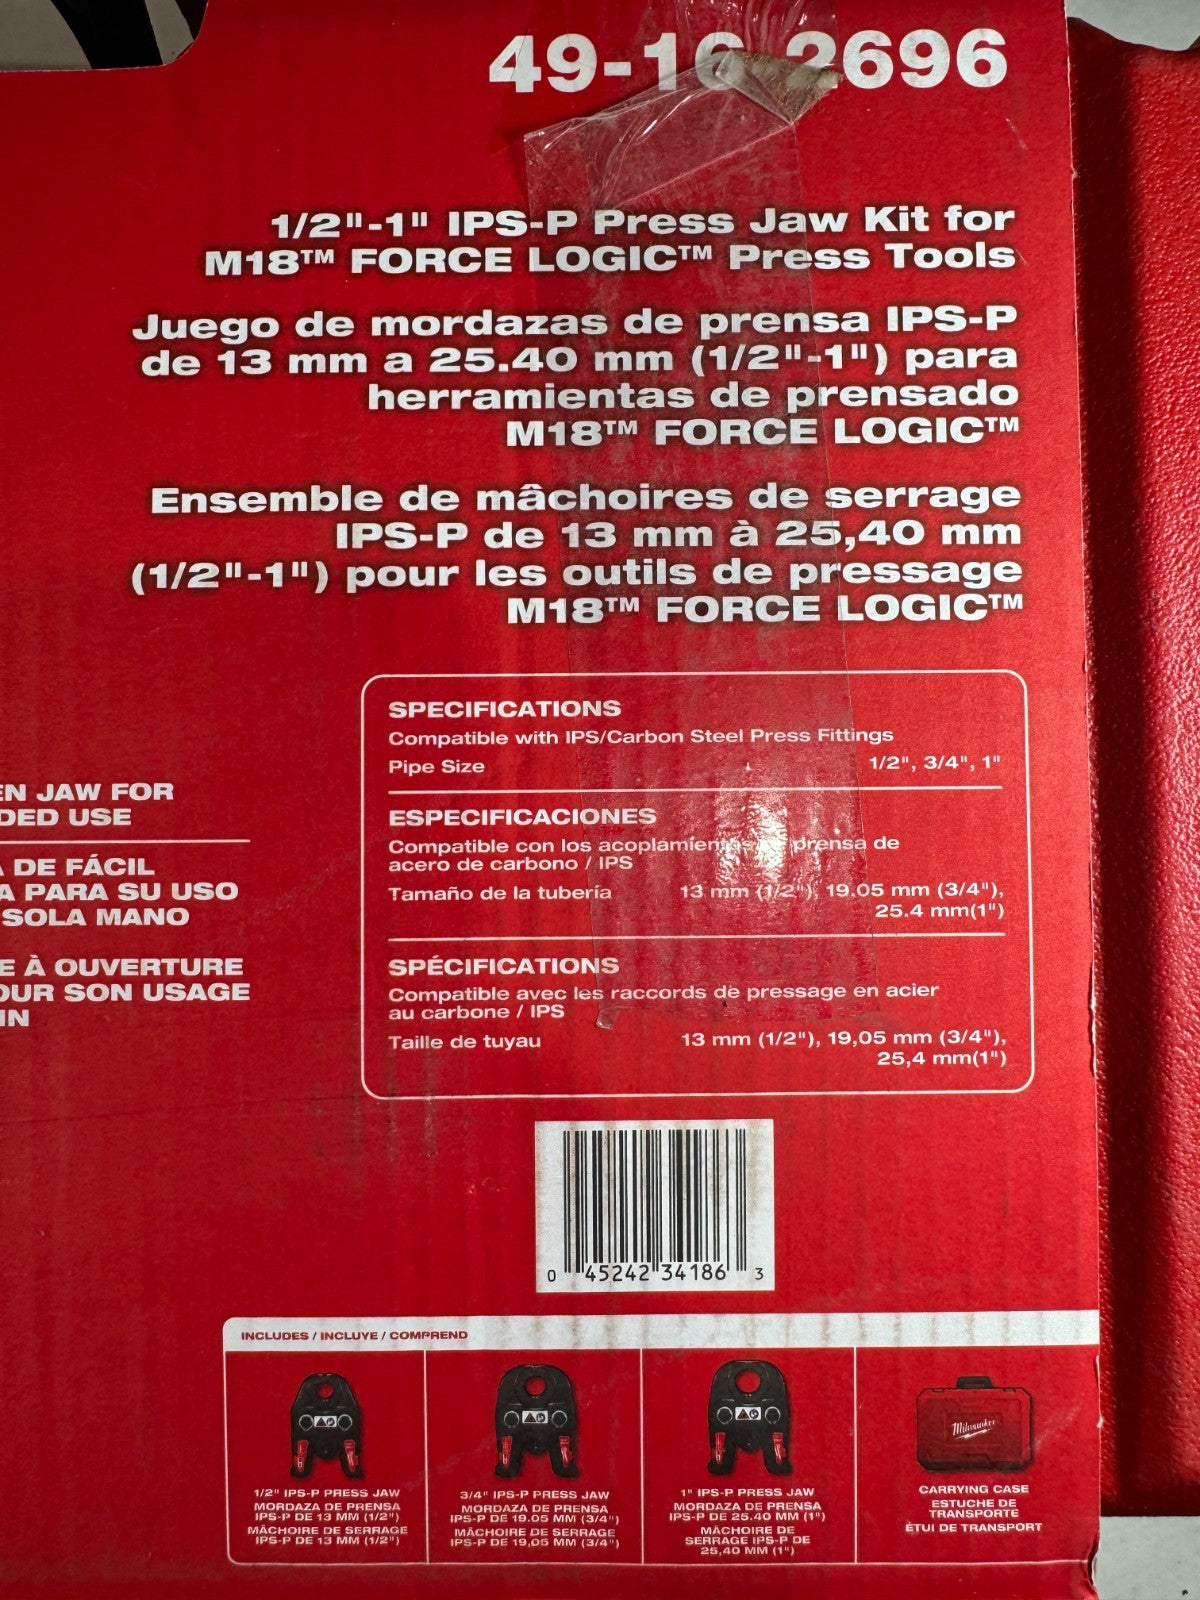 49-16-2696
1/2"-1" IPS-P Press Jaw Kit for
M18™ FORCE LOGIC™ Press Tools
Juego de mordazas de prensa IPS-P
de 13 mm a 25.40 mm (1/2"-1") para
herramientas de prensado
M18™ FORCE LOGIC™
Ensemble de mâchoires de serrage
IPS-P de 13 mm à 25,40 mm
(1/2"-1") pour les outils de pressage
M18™ FORCE LOGIC™
EN JAW FOR
DED USE
A DE FÁCIL
A PARA SU USO
SOLA MANO
E À OUVERTURE
OUR SON USAGE
IN
SPECIFICATIONS
Compatible with IPS/Carbon Steel Press Fittings
Pipe Size 1/2", 3/4", 1"
ESPECIFICACIONES
Compatible con los acoplamientos de prensa de
acero de carbono / IPS
Tamaño de la tubería 13 mm (1/2"), 19.05 mm (3/4"),
25.4 mm(1")
SPÉCIFICATIONS
Compatible avec les raccords de pressage en acier
au carbone / IPS
Taille de tuyau 13 mm (1/2"), 19,05 mm (3/4"),
25,4 mm(1")
0 45242 34186 3
INCLUDES / INCLUYE / COMPREND
1/2" IPS-P PRESS JAW
MORDAZA DE PRENSA
IPS-P DE 13 MM (1/2")
MÂCHOIRE DE SERRAGE
IPS-P DE 13 MM (1/2")
3/4" IPS-P PRESS JAW
MORDAZA DE PRENSA
IPS-P DE 19.05 MM (3/4")
MÂCHOIRE DE SERRAGE
IPS-P DE 19,05 MM (3/4")
1" IPS-P PRESS JAW
MORDAZA DE PRENSA
IPS-P DE 25.40 MM (1")
MÂCHOIRE DE
SERRAGE IPS-P DE
25,40 MM (1")
Milwaukee
CARRYING CASE
ESTUCHE DE
TRANSPORTE
ÉTUI DE TRANSPORT